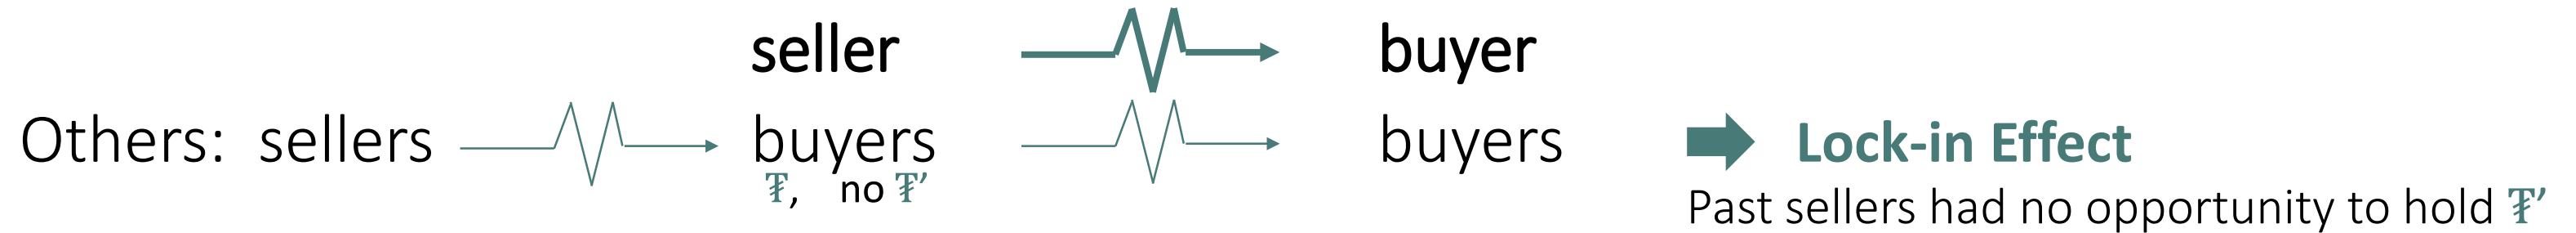 seller buyer
Others: sellers buyers buyers Lock-in Effect
₮, no ₮’
Past sellers had no opportunity to hold ₮’